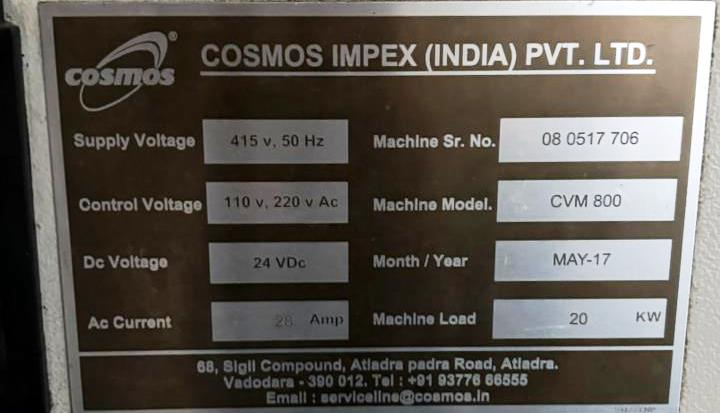 cosmos®
COSMOS IMPEX (INDIA) PVT. LTD.
Supply Voltage 415 v, 50 Hz Machine Sr. No. 08 0517 706
Control Voltage 110 v, 220 v Ac Machine Model. CVM 800
Dc Voltage 24 VDc Month / Year MAY-17
Ac Current 28 Amp Machine Load 20 KW
68, Sigil Compound, Atladra padra Road, Atladra.
Vadodara - 390 012. Tel : +91 93776 66555
Email : serviceline@cosmos.in